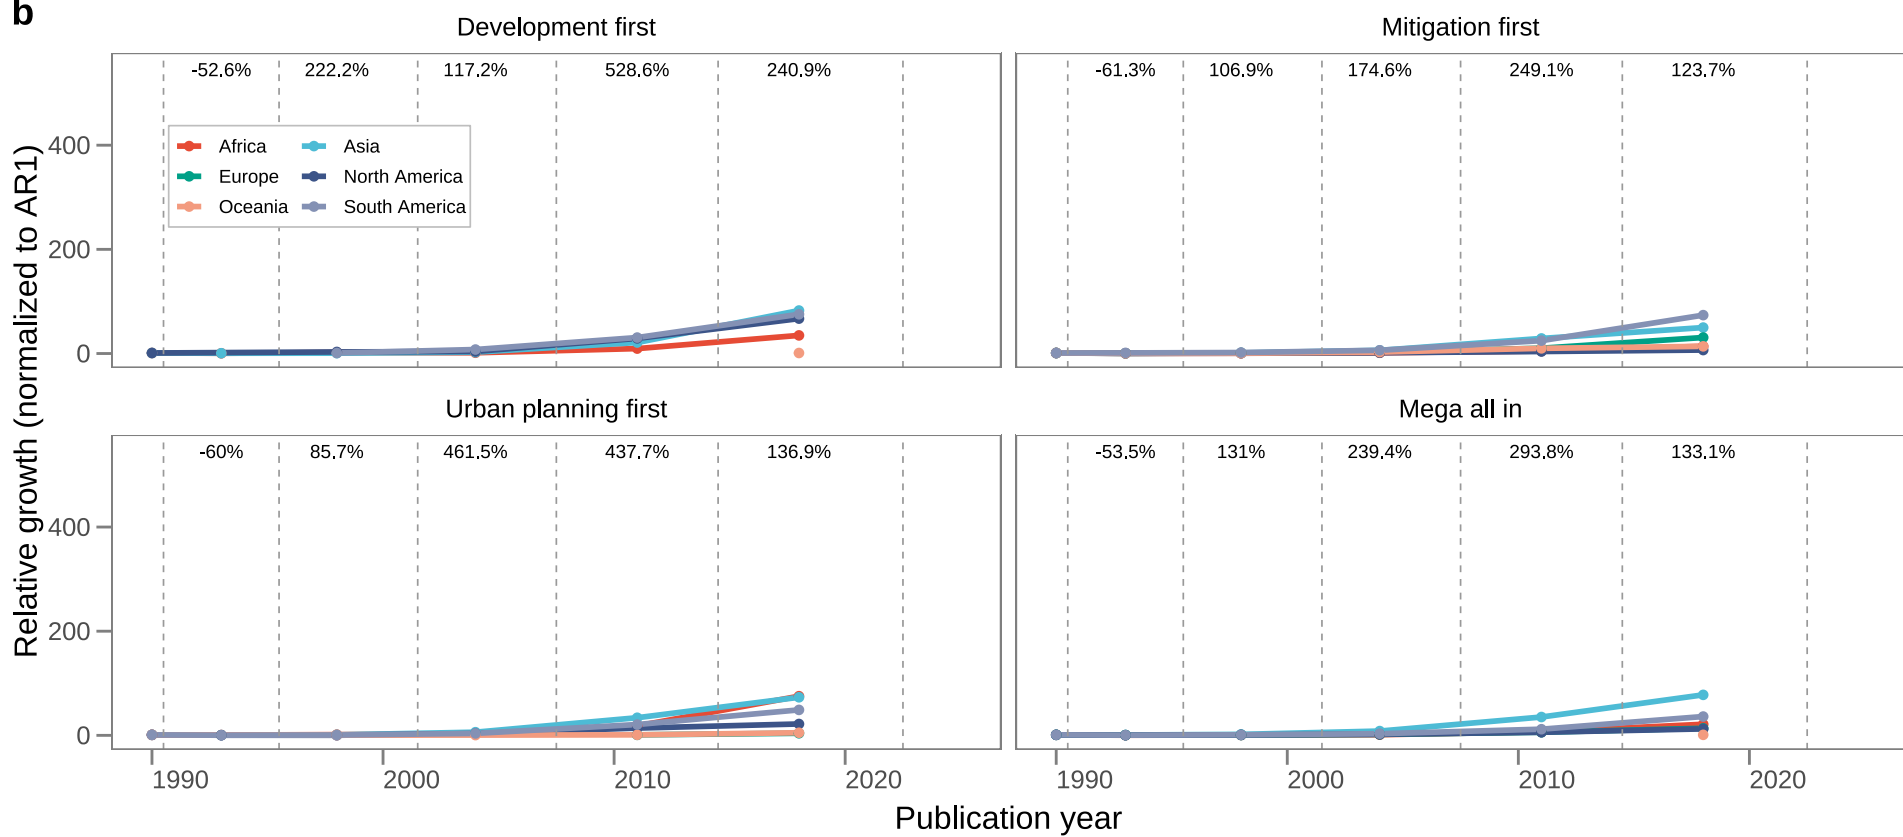 b
Development first
Mitigation first
-52.6% 222.2% 117.2% 528.6% 240.9%
-61.3% 106.9% 174.6% 249.1% 123.7%
Africa Asia
Europe North America
Oceania South America
400
200
0
Urban planning first
Mega all in
-60% 85.7% 461.5% 437.7% 136.9%
-53.5% 131% 239.4% 293.8% 133.1%
400
200
0
1990 2000 2010 2020
1990 2000 2010 2020
Relative growth (normalized to AR1)
Publication year